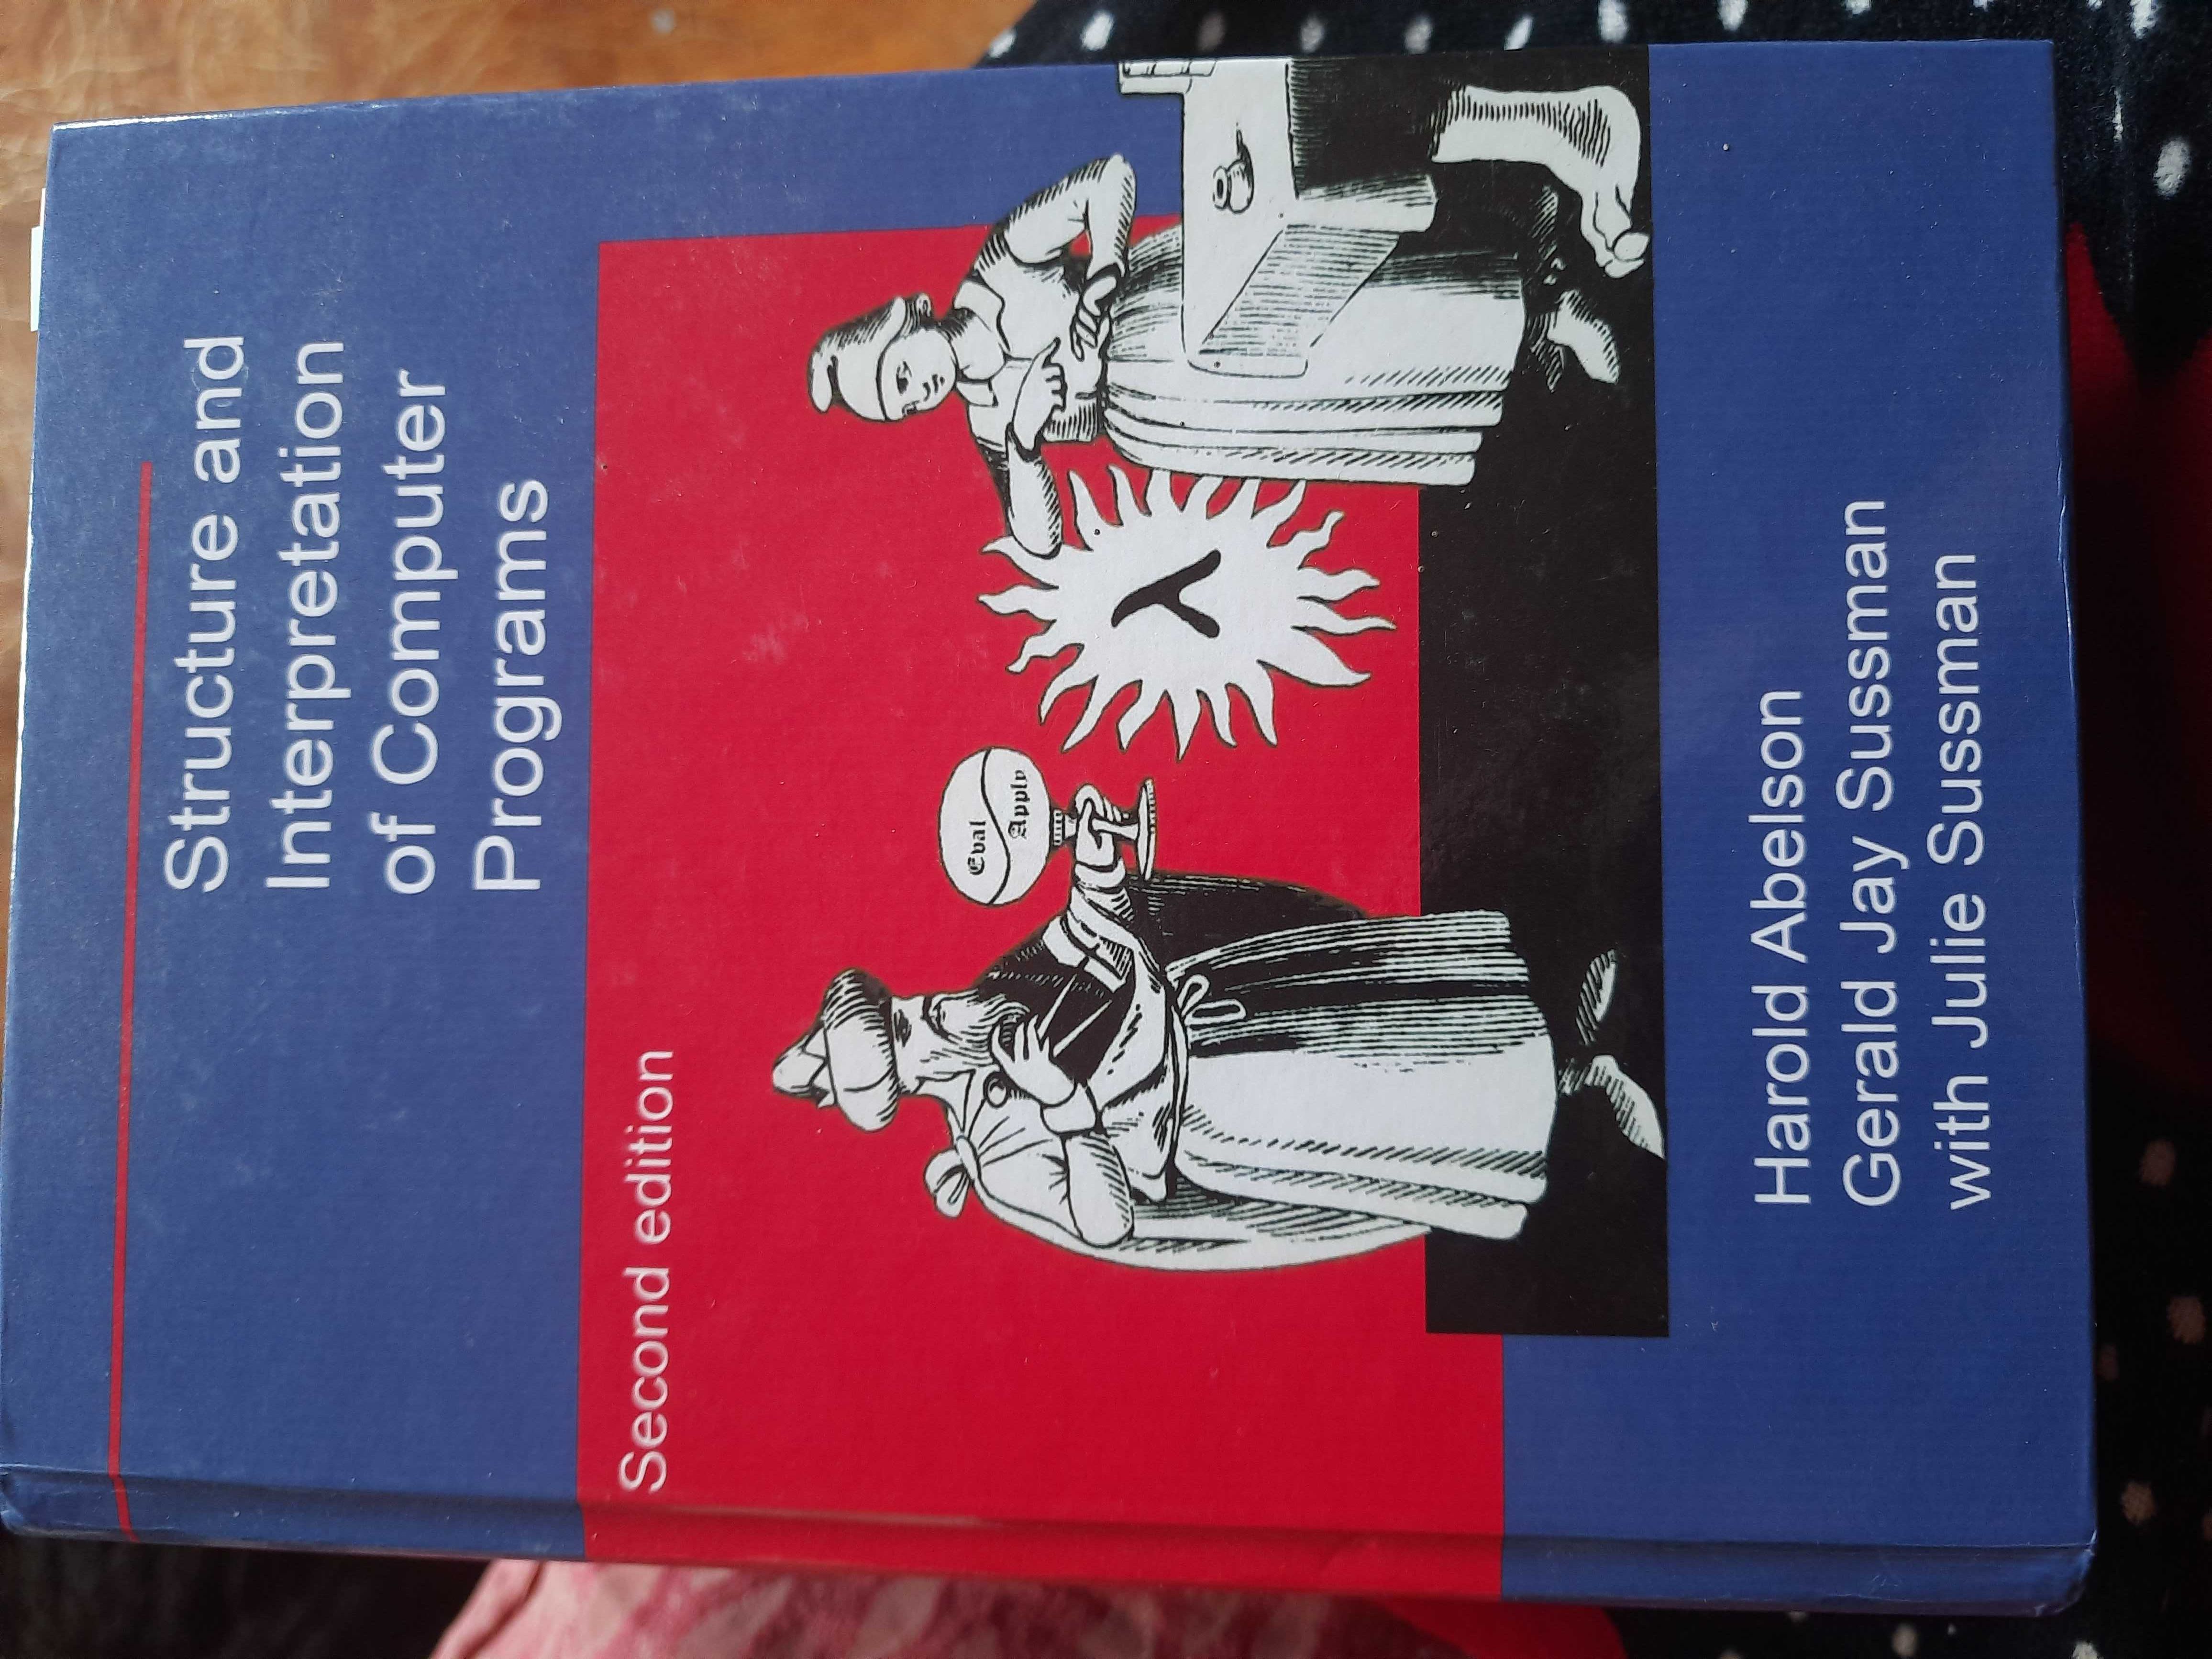 Structure and
Interpretation
of Computer
Programs
Second edition
Eval
Apply
λ
Harold Abelson
Gerald Jay Sussman
with Julie Sussman